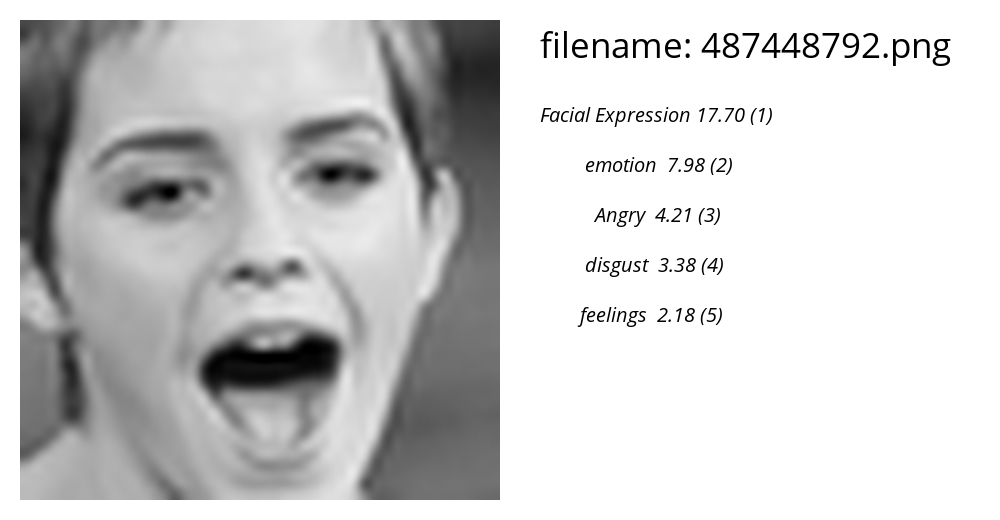 filename: 487448792.png
Facial Expression 17.70 (1)
emotion 7.98 (2)
Angry 4.21 (3)
disgust 3.38 (4)
feelings 2.18 (5)